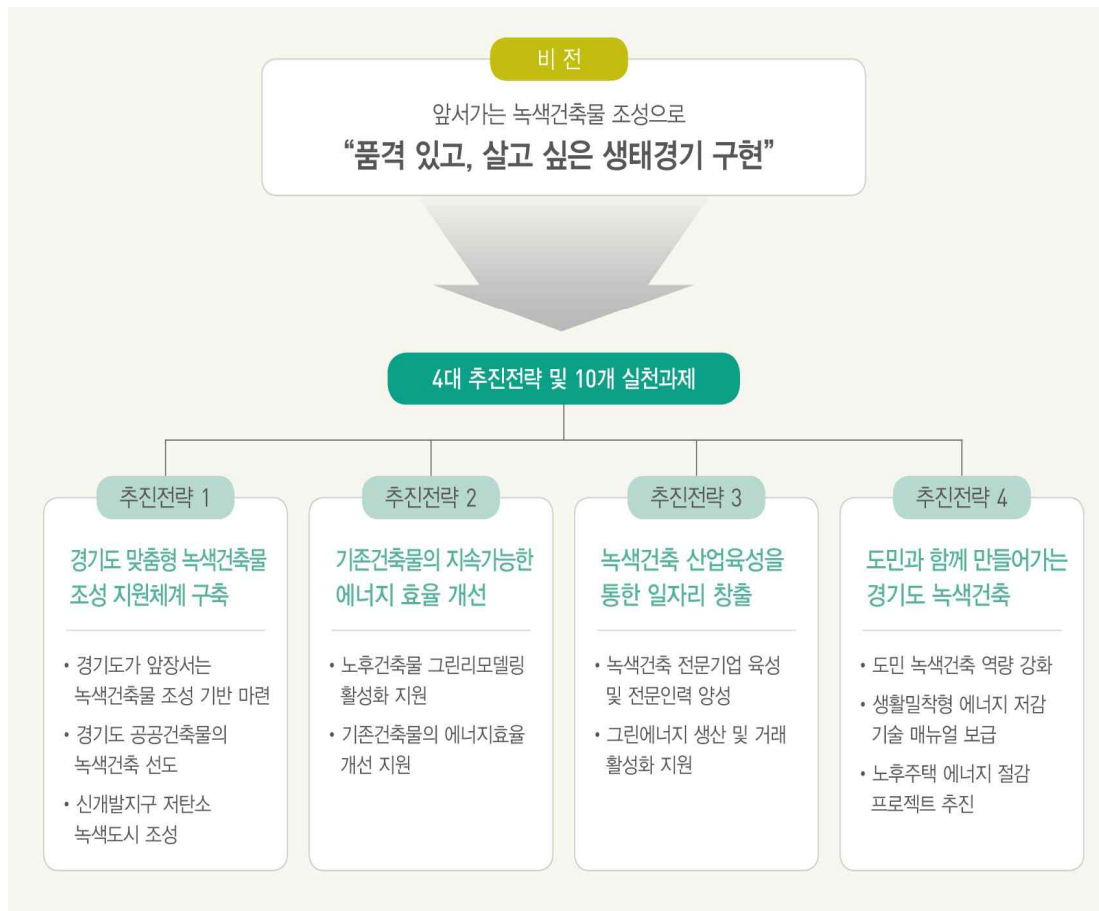 비 전
앞서가는 녹색건축물 조성으로
“품격 있고, 살고 싶은 생태경기 구현”
4대 추진전략 및 10개 실천과제
추진전략 1
경기도 맞춤형 녹색건축물
조성 지원체계 구축
• 경기도가 앞장서는
녹색건축물 조성 기반 마련
• 경기도 공공건축물의
녹색건축 선도
• 신개발지구 저탄소
녹색도시 조성
추진전략 2
기존건축물의 지속가능한
에너지 효율 개선
• 노후건축물 그린리모델링
활성화 지원
• 기존건축물의 에너지효율
개선 지원
추진전략 3
녹색건축 산업육성을
통한 일자리 창출
• 녹색건축 전문기업 육성
및 전문인력 양성
• 그린에너지 생산 및 거래
활성화 지원
추진전략 4
도민과 함께 만들어가는
경기도 녹색건축
• 도민 녹색건축 역량 강화
• 생활밀착형 에너지 저감
기술 매뉴얼 보급
• 노후주택 에너지 절감
프로젝트 추진